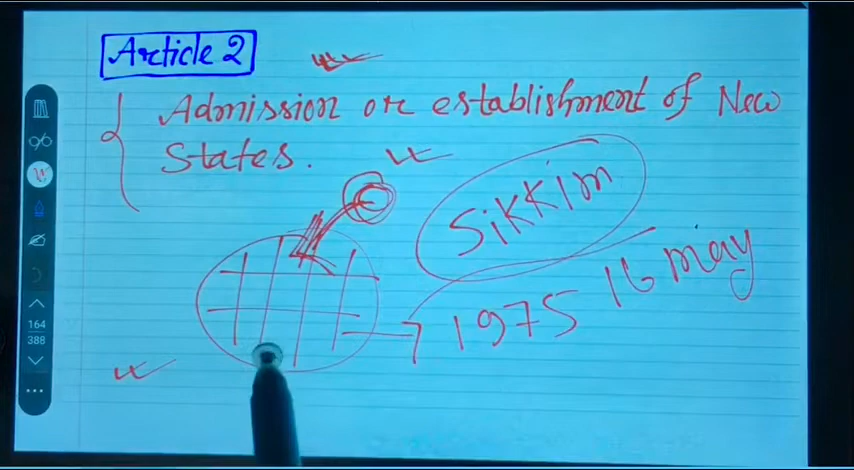 Article 2
Admission or establishment of New
States.
Sikkim
1975 16 may
164
388